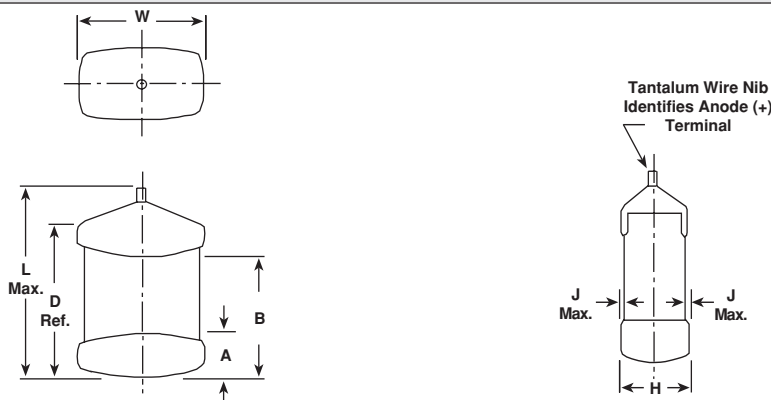 W
Tantalum Wire Nib
Identifies Anode (+)
Terminal
L
Max.
D
Ref.
B
A
J
Max.
J
Max.
H